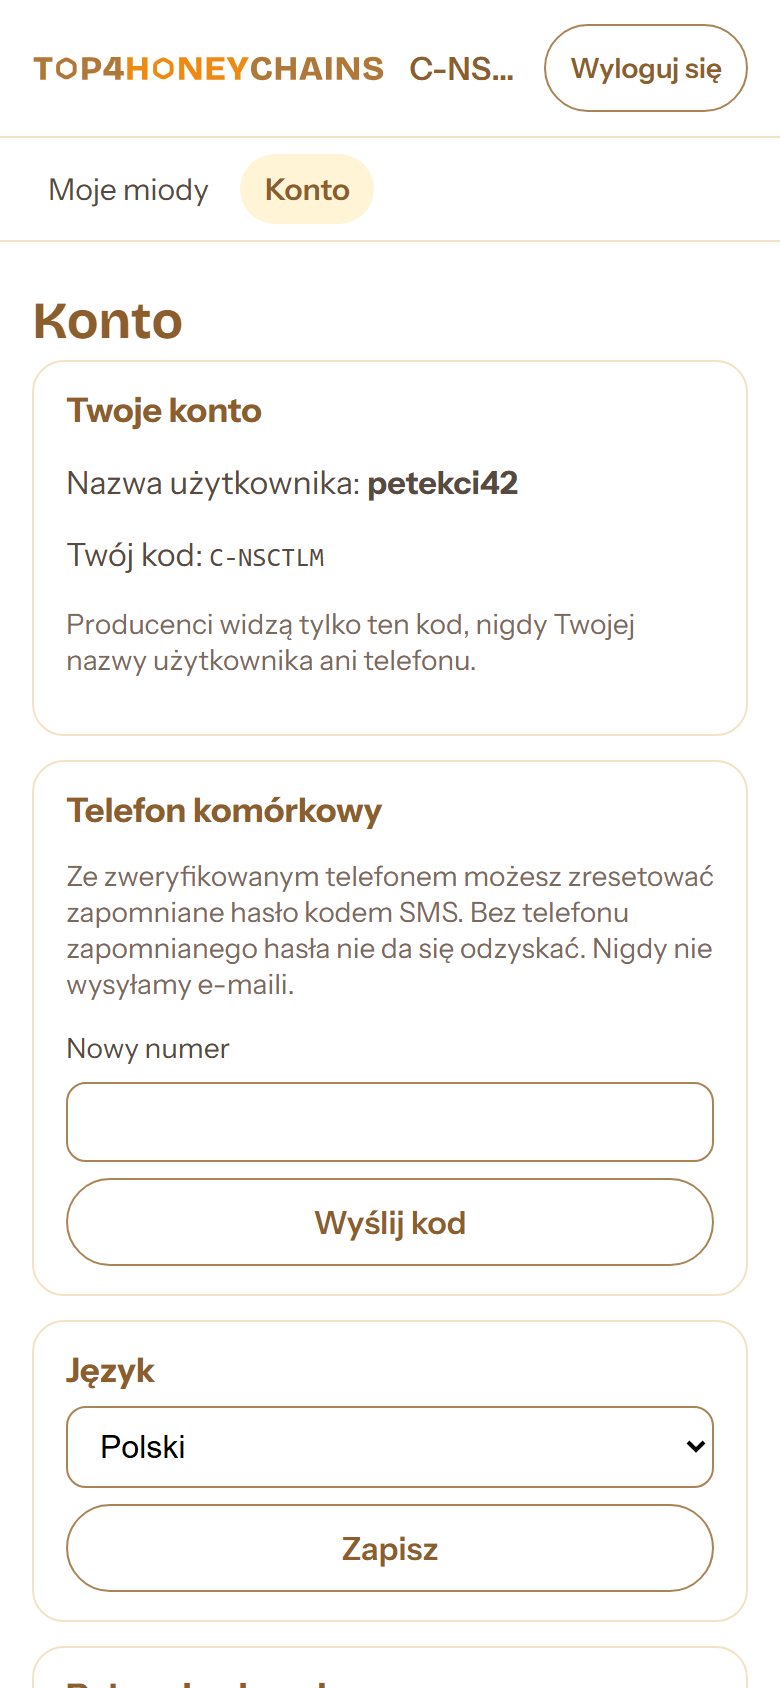 TOP4HONEYCHAINS C-NS... Wyloguj się
Moje miody Konto
Konto
Twoje konto
Nazwa użytkownika: petekci42
Twój kod: C-NSCTLM
Producenci widzą tylko ten kod, nigdy Twojej
nazwy użytkownika ani telefonu.
Telefon komórkowy
Ze zweryfikowanym telefonem możesz zresetować
zapomniane hasło kodem SMS. Bez telefonu
zapomnianego hasła nie da się odzyskać. Nigdy nie
wysyłamy e-maili.
Nowy numer
Wyślij kod
Język
Polski
Zapisz